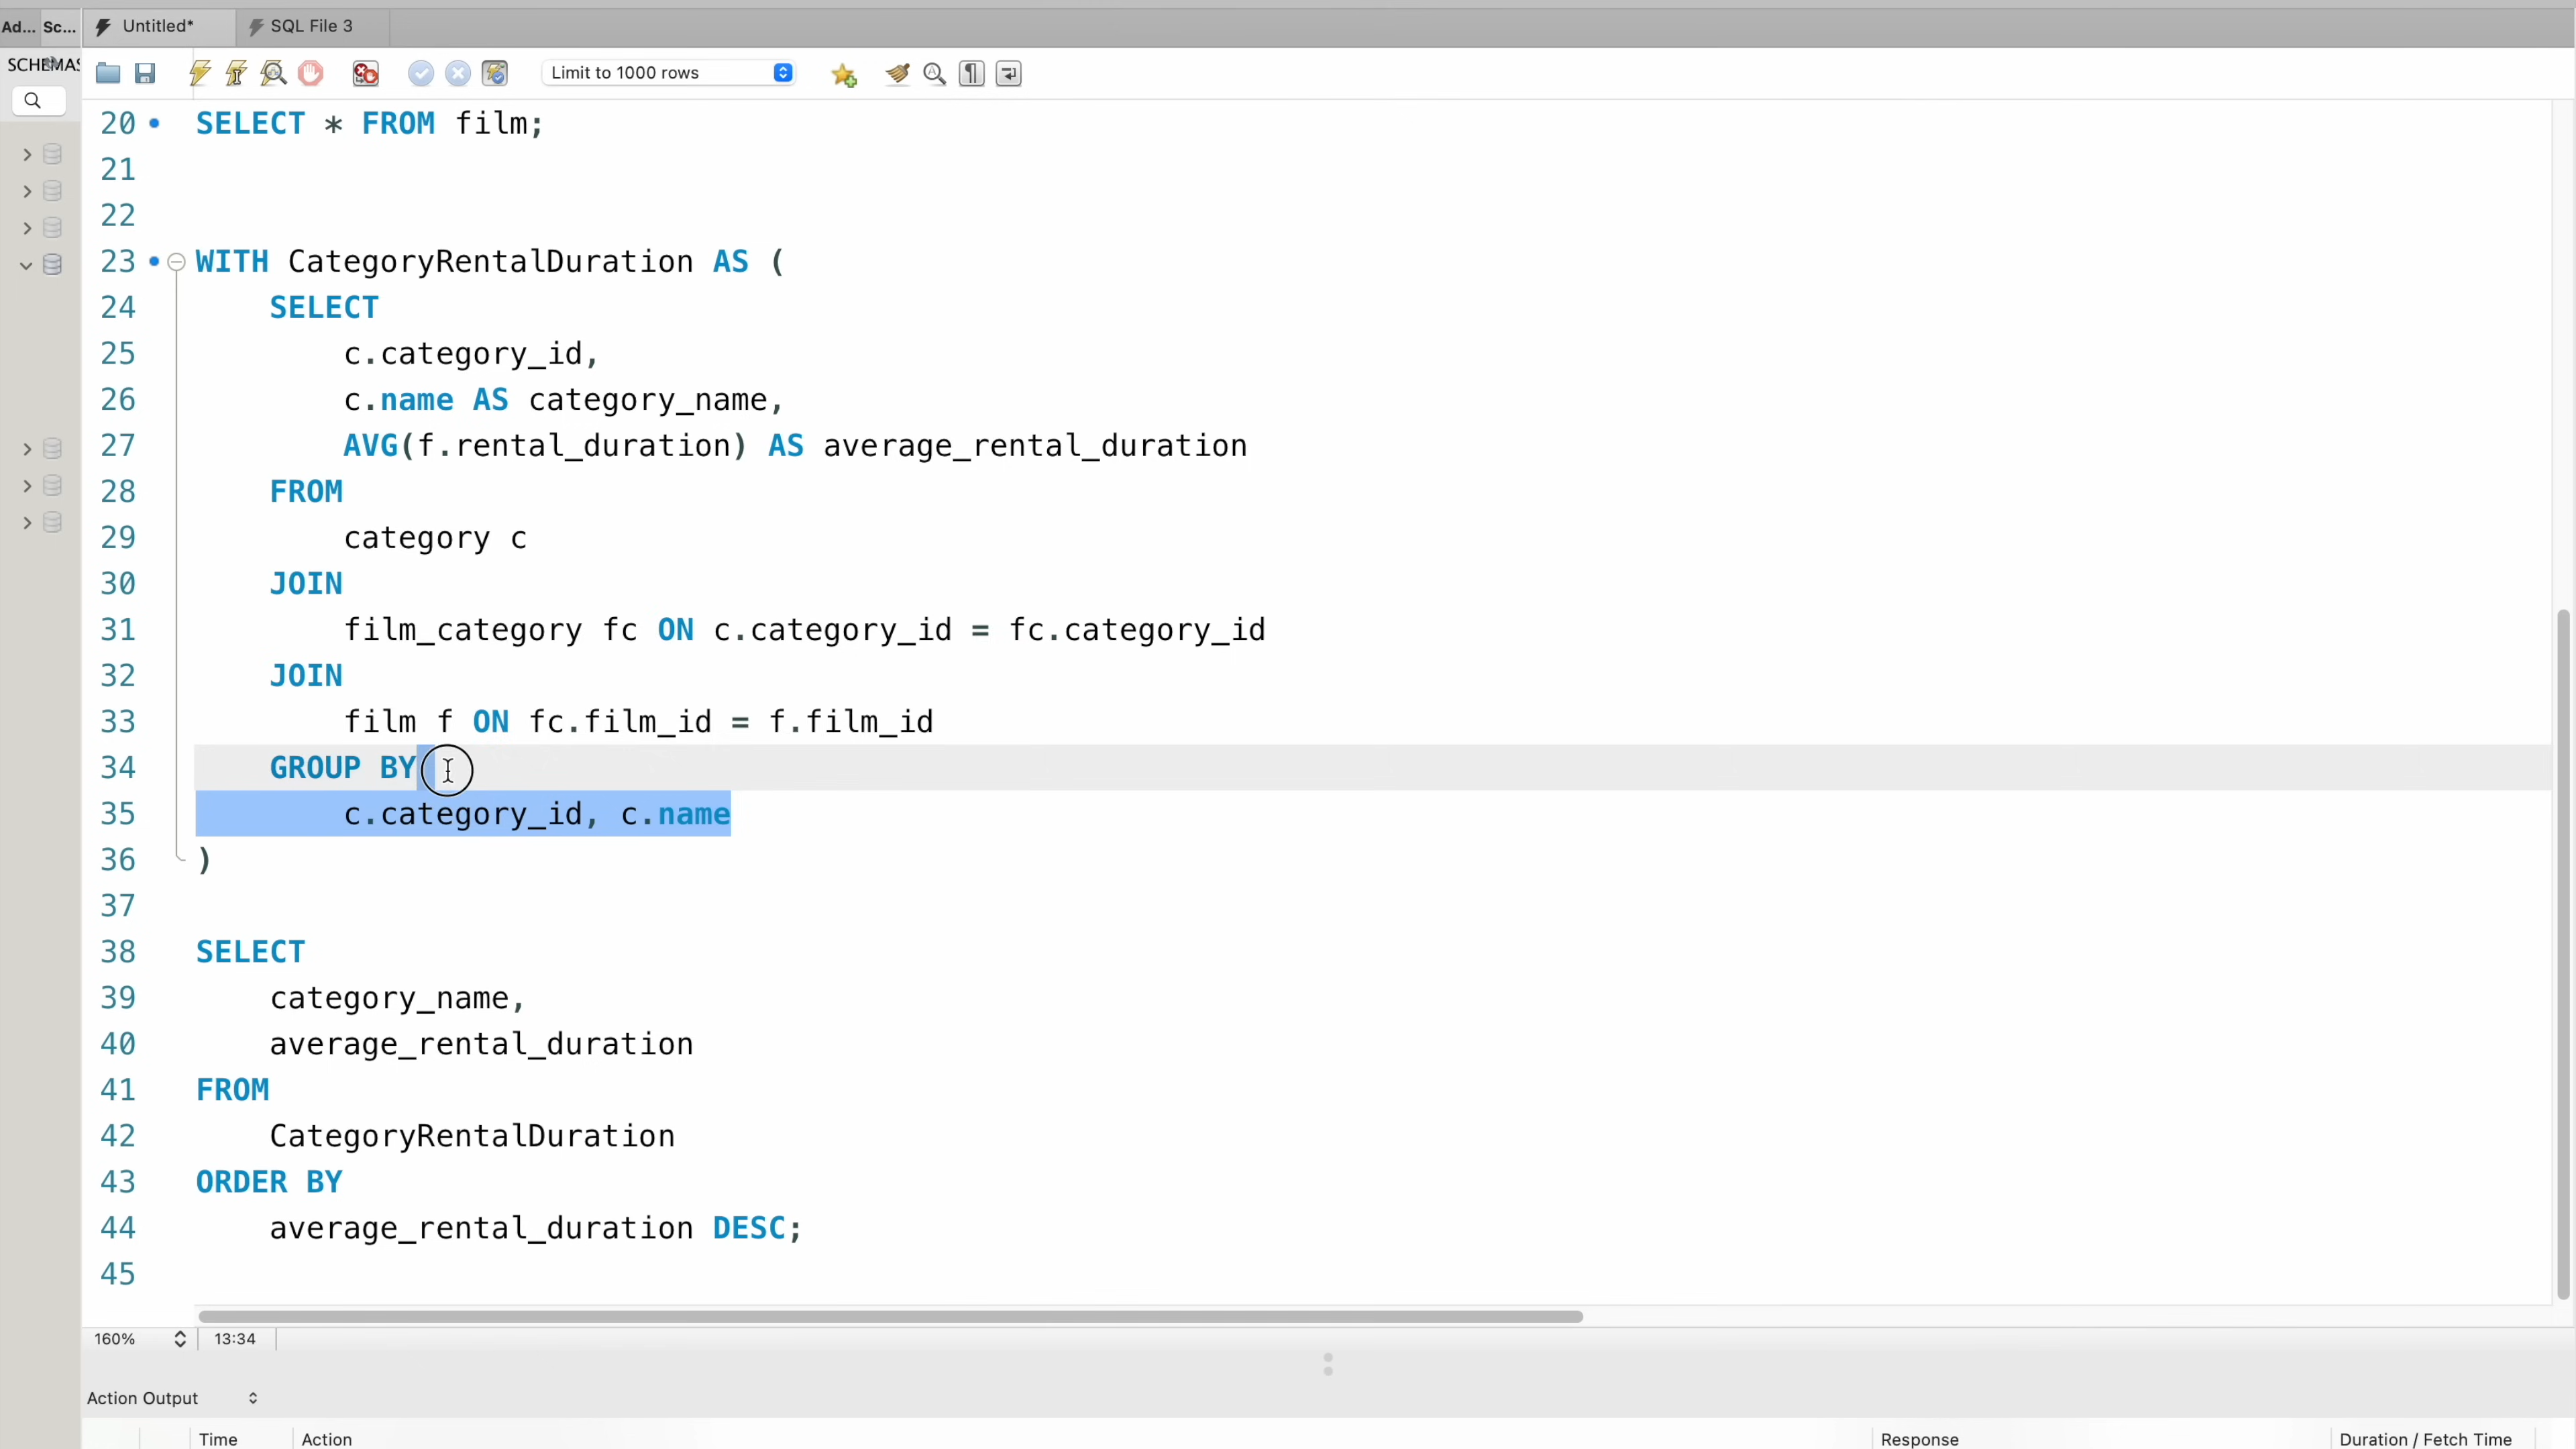 Ad... Sc... Untitled* SQL File 3
SCHEMAS Limit to 1000 rows
20 SELECT * FROM film;
21
22
23 WITH CategoryRentalDuration AS (
24 SELECT
25 c.category_id,
26 c.name AS category_name,
27 AVG(f.rental_duration) AS average_rental_duration
28 FROM
29 category c
30 JOIN
31 film_category fc ON c.category_id = fc.category_id
32 JOIN
33 film f ON fc.film_id = f.film_id
34 GROUP BY
35 c.category_id, c.name
36 )
37
38 SELECT
39 category_name,
40 average_rental_duration
41 FROM
42 CategoryRentalDuration
43 ORDER BY
44 average_rental_duration DESC;
45
160% 13:34
Action Output
Time Action Response Duration / Fetch Time